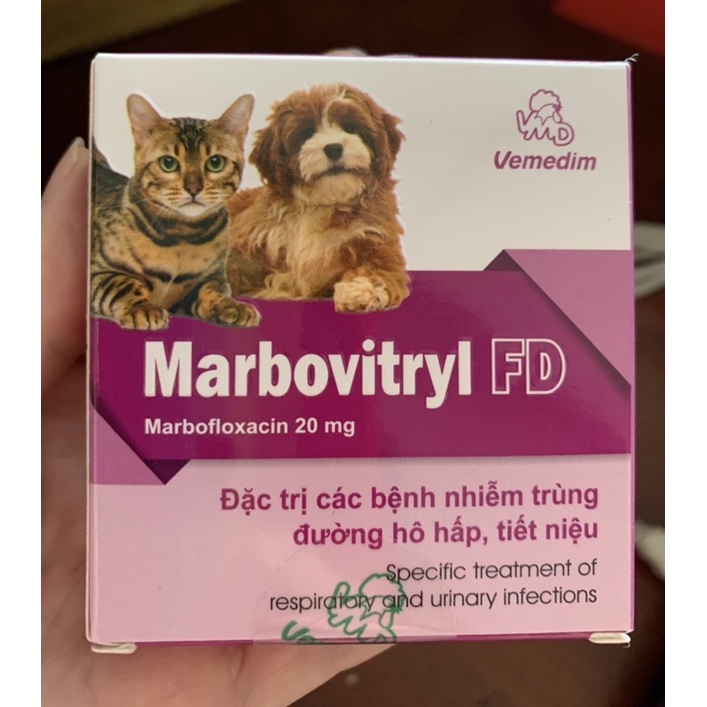 VMD
Vemedim
Marbovitryl FD
Marbofloxacin 20 mg
Đặc trị các bệnh nhiễm trùng
đường hô hấp, tiết niệu
Specific treatment of
respiratory and urinary infections